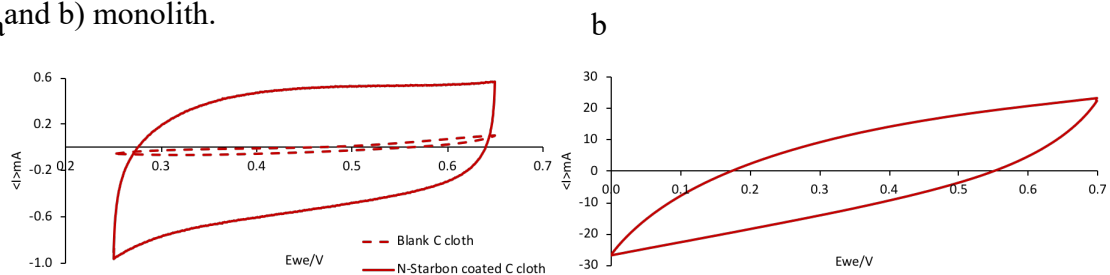 a and b) monolith.
b
0.6
0.2
-0.2
-0.6
-1.0
<I>mA
0.2 0.3 0.4 0.5 0.6 0.7
Ewe/V
Blank C cloth
N-Starbon coated C cloth
30
20
10
0
-10
-20
-30
<I>mA
0.0 0.1 0.2 0.3 0.4 0.5 0.6 0.7
Ewe/V